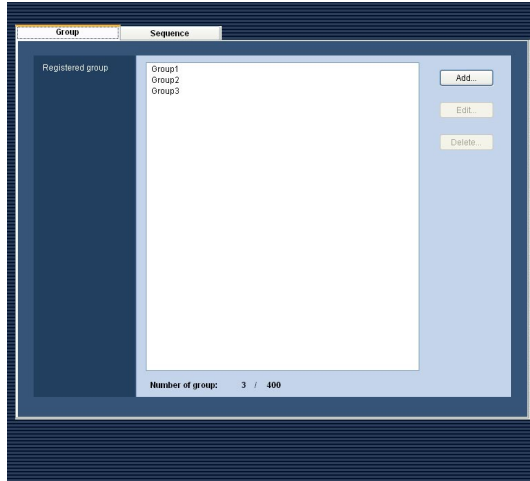 Group Sequence
Registered group
Group1
Group2
Group3
Add...
Edit...
Delete...
Number of group: 3 / 400